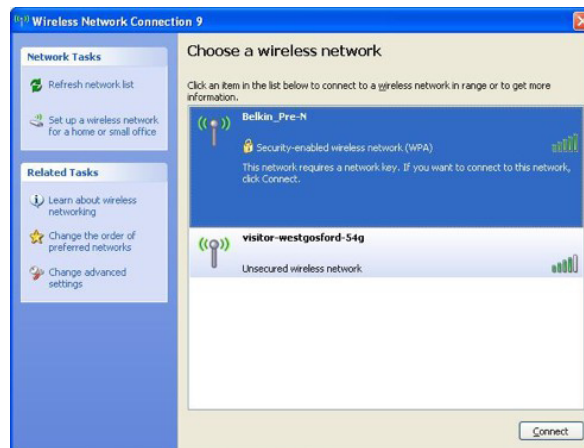 Wireless Network Connection 9
Network Tasks
Refresh network list
Set up a wireless network
for a home or small office
Related Tasks
Learn about wireless
networking
Change the order of
preferred networks
Change advanced
settings
Choose a wireless network
Click an item in the list below to connect to a wireless network in range or to get more
information.
Belkin_Pre-N
Security-enabled wireless network (WPA)
This network requires a network key. If you want to connect to this network,
click Connect.
visitor-westgosford-54g
Unsecured wireless network
Connect